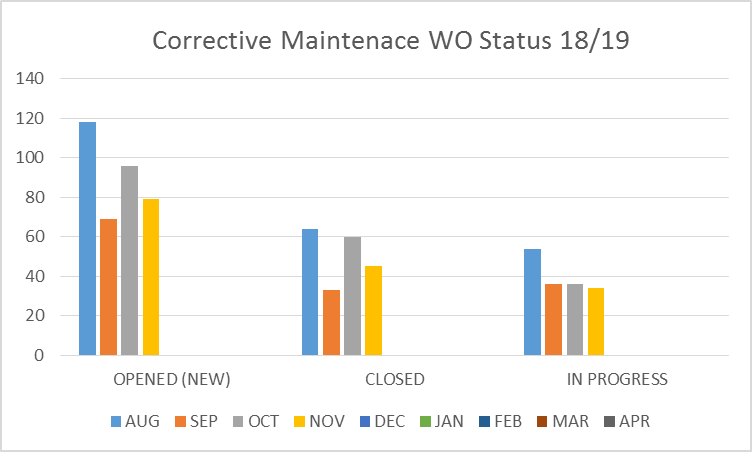 Corrective Maintenace WO Status 18/19
140
120
100
80
60
40
20
0
OPENED (NEW) CLOSED IN PROGRESS
AUG SEP OCT NOV DEC JAN FEB MAR APR